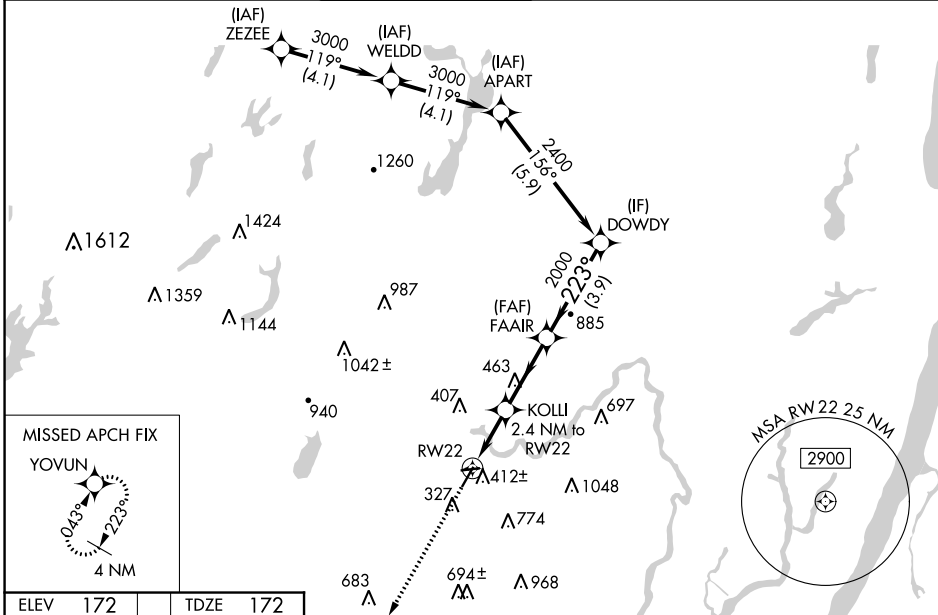 (IAF)
ZEZEE
3000
119°
(4.1)
(IAF)
WELDD
3000
119°
(4.1)
(IAF)
APART
2400
156°
(5.9)
(IF)
DOWDY
2000
223°
(3.9)
(FAF)
FAAIR
885
1260
1424
1612
1359
1144
987
1042 ±
940
463
407
KOLLI
2.4 NM to
RW22
697
RW22
412±
327
1048
774
683
694±
968
MISSED APCH FIX
YOVUN
043°
223°
4 NM
MSA RW22 25 NM
2900
ELEV 172
TDZE 172